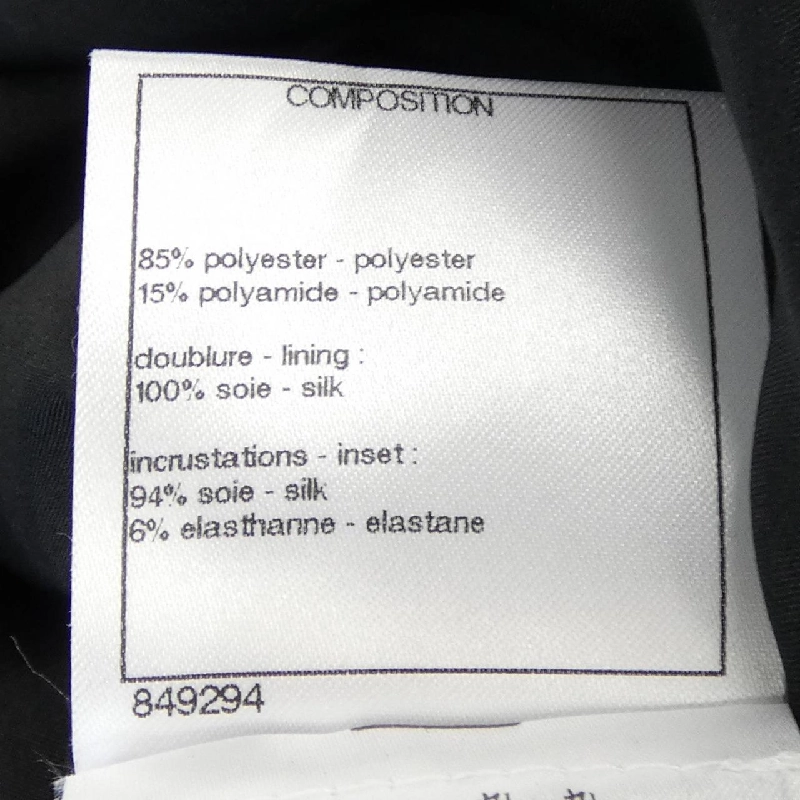 COMPOSITION
85% polyester - polyester
15% polyamide - polyamide
doublure - lining :
100% soie - silk
incrustations - inset :
94% soie - silk
6% elasthanne - elastane
849294